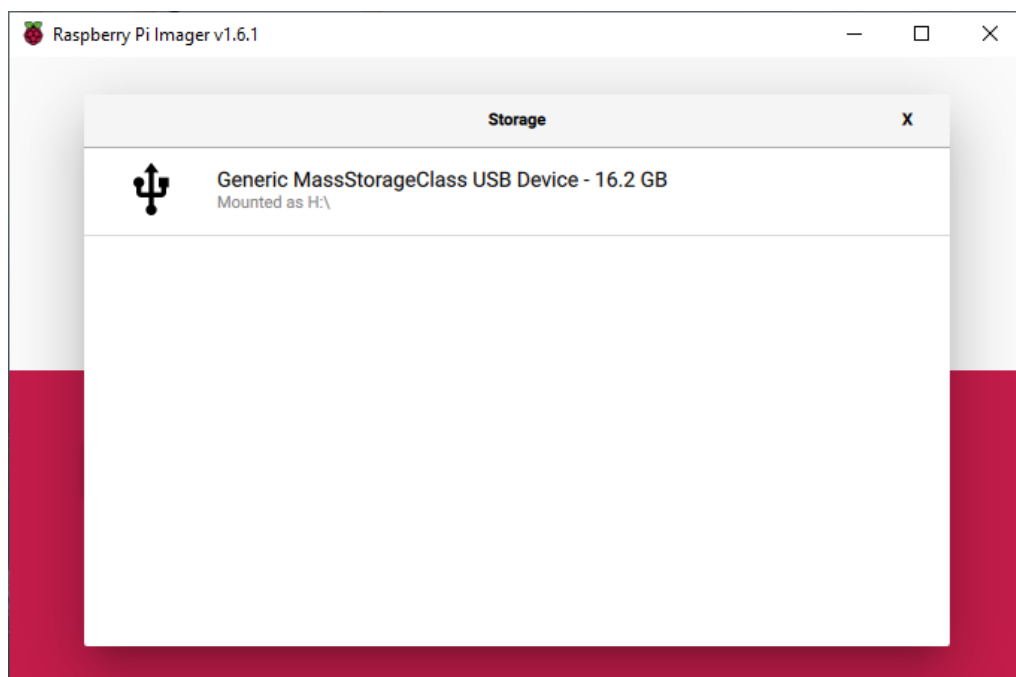 Raspberry Pi Imager v1.6.1
Storage
X
Generic MassStorageClass USB Device - 16.2 GB
Mounted as H:\